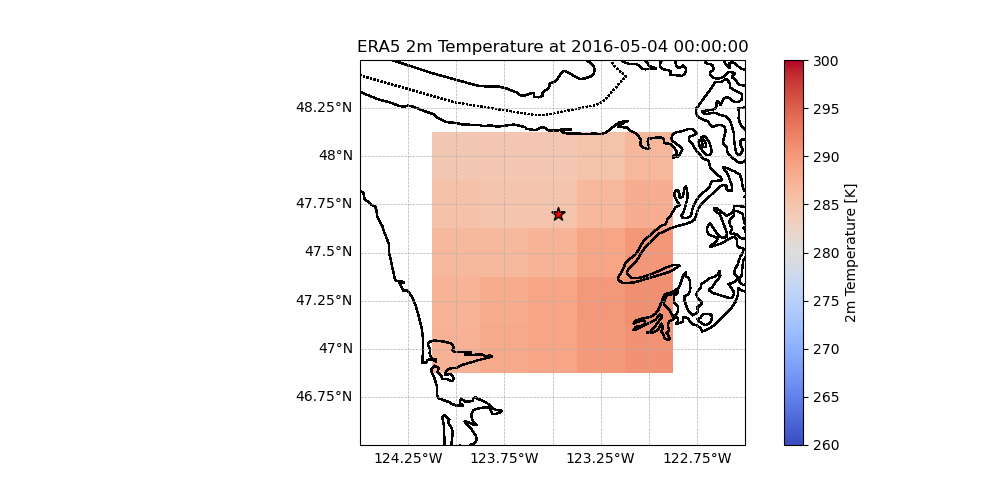 ERA5 2m Temperature at 2016-05-04 00:00:00
48.25°N
48°N
47.75°N
47.5°N
47.25°N
47°N
46.75°N
124.25°W 123.75°W 123.25°W 122.75°W
300
295
290
285
280
275
270
265
260
2m Temperature [K]